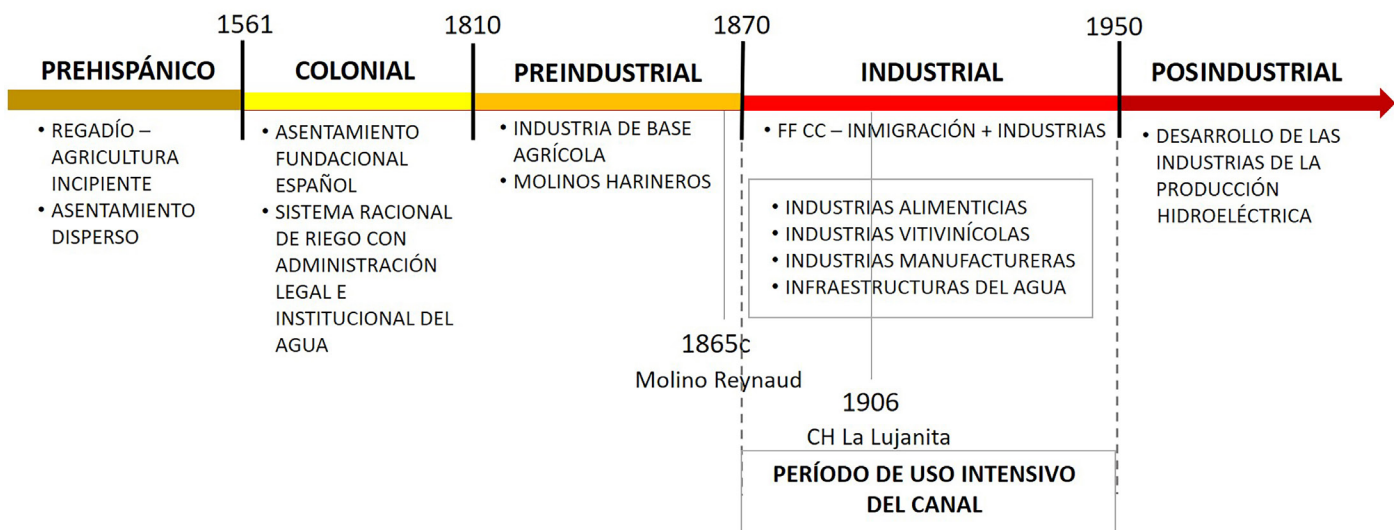 1561
1810
1870
1950
PREHISPÁNICO
COLONIAL
PREINDUSTRIAL
INDUSTRIAL
POSINDUSTRIAL
• REGADÍO –
AGRICULTURA
INCIPIENTE
• ASENTAMIENTO
DISPERSO
• ASENTAMIENTO
FUNDACIONAL
ESPAÑOL
• SISTEMA RACIONAL
DE RIEGO CON
ADMINISTRACIÓN
LEGAL E
INSTITUCIONAL DEL
AGUA
• INDUSTRIA DE BASE
AGRÍCOLA
• MOLINOS HARINEROS
• FF CC – INMIGRACIÓN + INDUSTRIAS
• INDUSTRIAS ALIMENTICIAS
• INDUSTRIAS VITIVINÍCOLAS
• INDUSTRIAS MANUFACTURERAS
• INFRAESTRUCTURAS DEL AGUA
• DESARROLLO DE LAS
INDUSTRIAS DE LA
PRODUCCIÓN
HIDROELÉCTRICA
1865c
Molino Reynaud
1906
CH La Lujanita
PERÍODO DE USO INTENSIVO
DEL CANAL